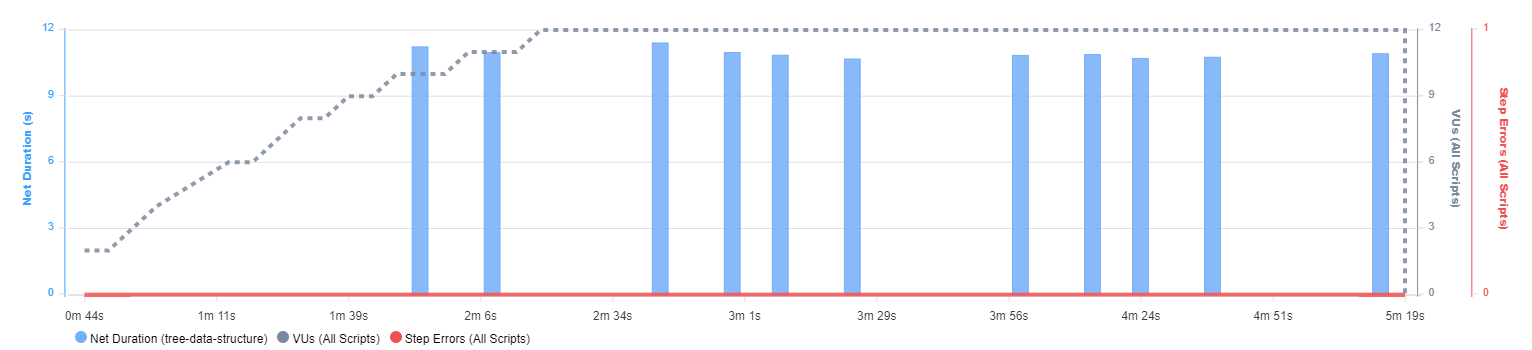 12 12 1
9 9
6 6
3 3
0 0 0
Net Duration (s)
VUs (All Scripts)
Step Errors (All Scripts)
0m 44s 1m 11s 1m 39s 2m 6s 2m 34s 3m 1s 3m 29s 3m 56s 4m 24s 4m 51s 5m 19s
Net Duration (tree-data-structure) VUs (All Scripts) Step Errors (All Scripts)